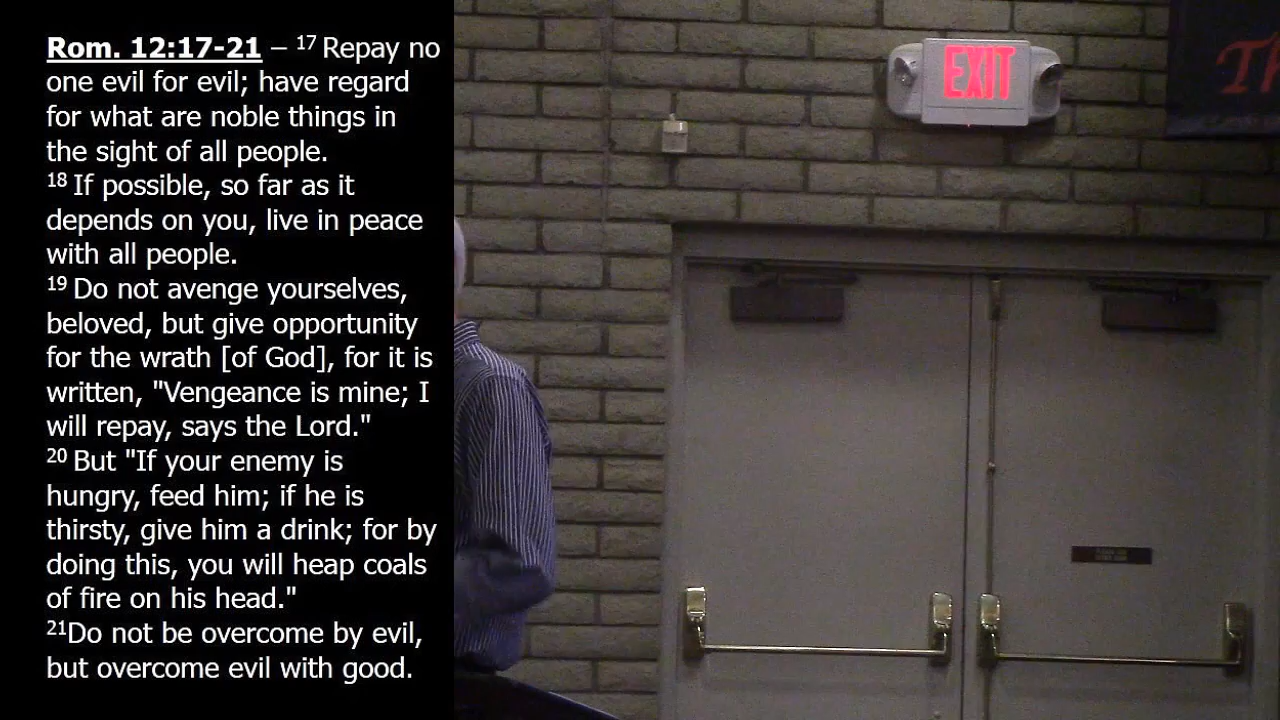 Rom. 12:17-21 – 17 Repay no
one evil for evil; have regard
for what are noble things in
the sight of all people.
18 If possible, so far as it
depends on you, live in peace
with all people.
19 Do not avenge yourselves,
beloved, but give opportunity
for the wrath [of God], for it is
written, "Vengeance is mine; I
will repay, says the Lord."
20 But "If your enemy is
hungry, feed him; if he is
thirsty, give him a drink; for by
doing this, you will heap coals
of fire on his head."
21Do not be overcome by evil,
but overcome evil with good.
EXIT